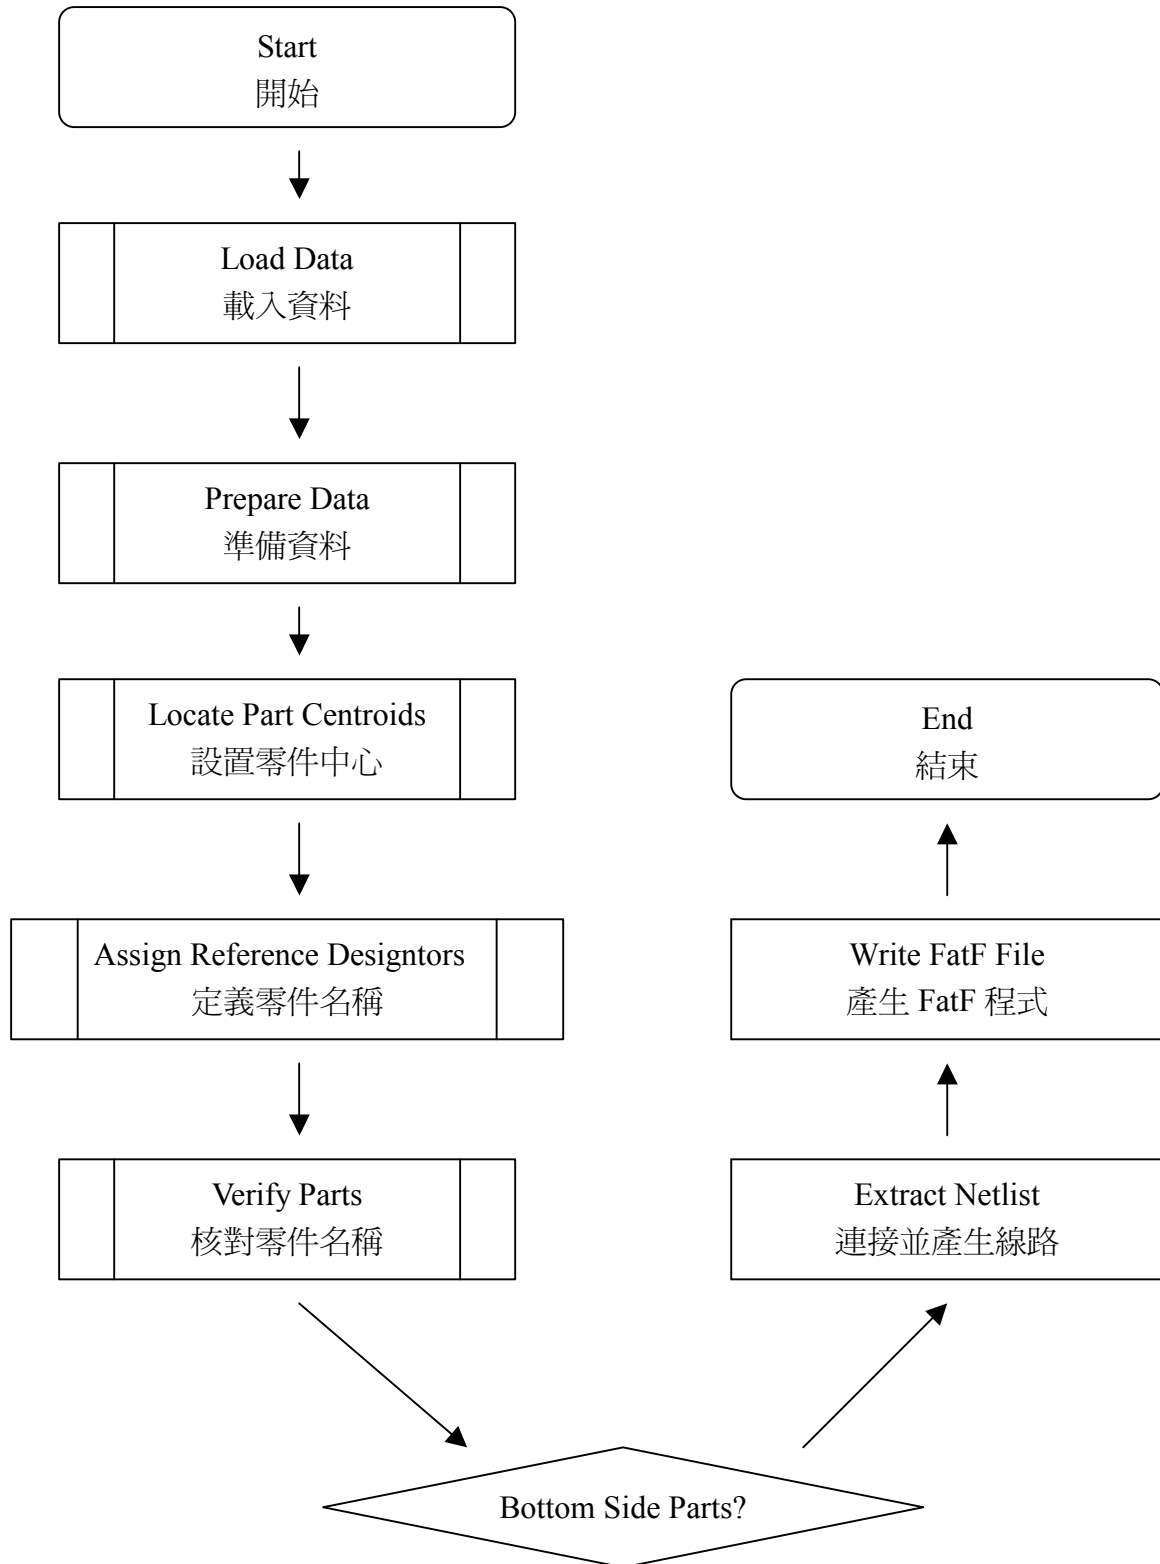 Start
開始
Load Data
載入資料
Prepare Data
準備資料
Locate Part Centroids
設置零件中心
Assign Reference Designtors
定義零件名稱
Verify Parts
核對零件名稱
Bottom Side Parts?
Extract Netlist
連接並產生線路
Write FatF File
產生 FatF 程式
End
結束